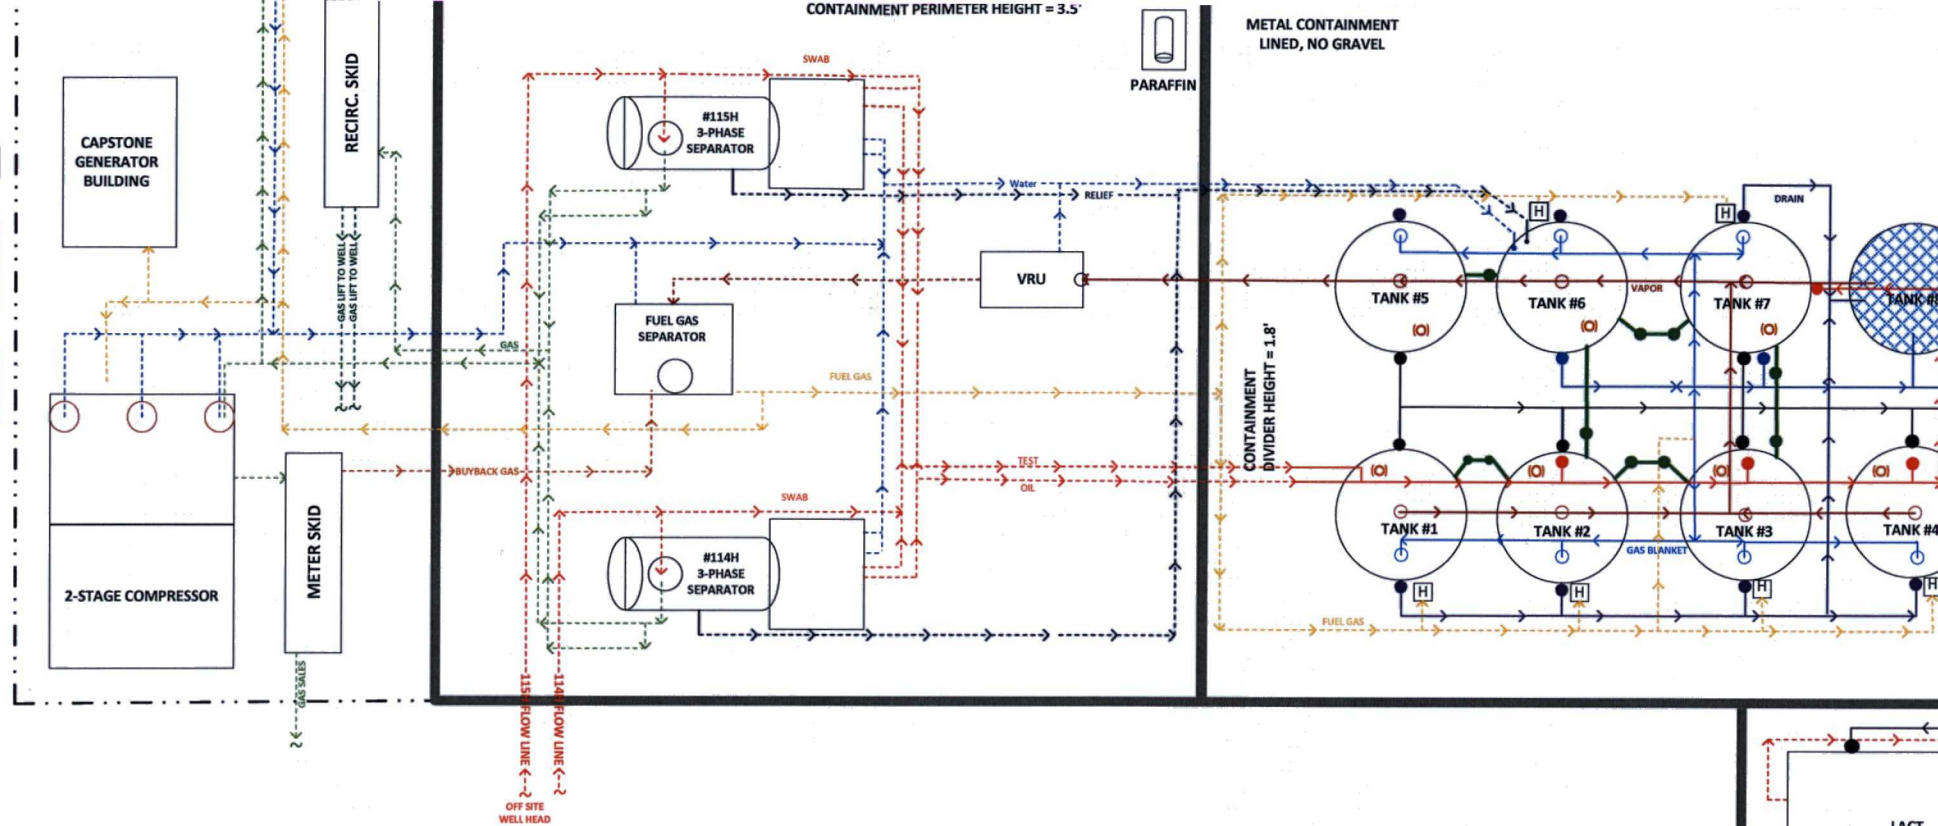 CONTAINMENT PERIMETER HEIGHT = 3.5'
METAL CONTAINMENT
LINED, NO GRAVEL
PARAFFIN
CAPSTONE
GENERATOR
BUILDING
RECIRC. SKID
GAS LIFT TO WELL
GAS LIFT TO WELL
SWAB
#115H
3-PHASE
SEPARATOR
Water
RELIEF
VRU
FUEL GAS
SEPARATOR
GAS
FUEL GAS
BUYBACK GAS
TEST
OIL
SWAB
#114H
3-PHASE
SEPARATOR
2-STAGE COMPRESSOR
METER SKID
GAS SALES
FLOW LINE
FLOW LINE
OFF SITE
WELL HEAD
CONTAINMENT
DIVIDER HEIGHT = 1.8'
H
H
DRAIN
TANK #5
TANK #6
VAPOR
TANK #7
(O)
(O)
(O)
(O)
(O)
(O)
(O)
TANK #1
TANK #2
TANK #3
TANK #4
GAS BLANKET
H
H
H
H
FUEL GAS